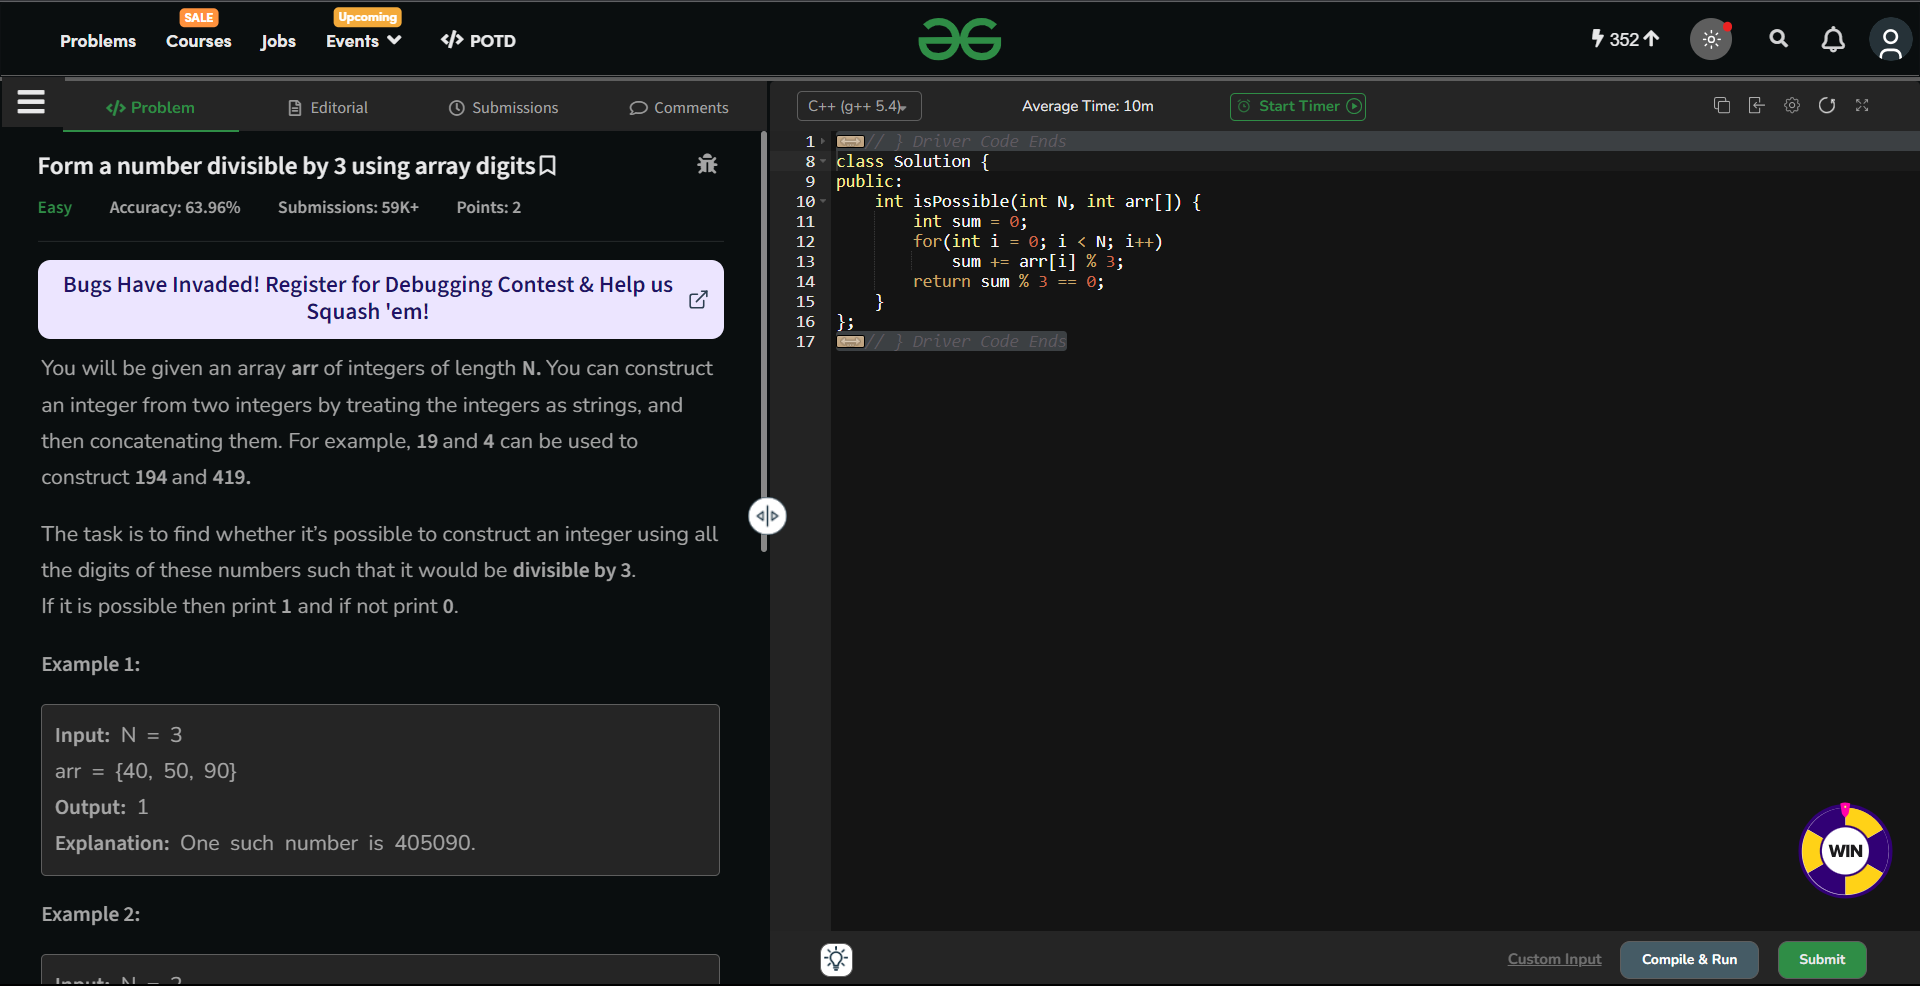 SALE
Upcoming
Problems Courses Jobs Events </> POTD
352
</> Problem Editorial Submissions Comments
C++ (g++ 5.4) Average Time: 10m Start Timer
Form a number divisible by 3 using array digits
Easy Accuracy: 63.96% Submissions: 59K+ Points: 2
Bugs Have Invaded! Register for Debugging Contest & Help us
Squash 'em!
You will be given an array arr of integers of length N. You can construct
an integer from two integers by treating the integers as strings, and
then concatenating them. For example, 19 and 4 can be used to
construct 194 and 419.
The task is to find whether it’s possible to construct an integer using all
the digits of these numbers such that it would be divisible by 3.
If it is possible then print 1 and if not print 0.
Example 1:
Input: N = 3
arr = {40, 50, 90}
Output: 1
Explanation: One such number is 405090.
Example 2:
1 // } Driver Code Ends
8 class Solution {
9 public:
10 int isPossible(int N, int arr[]) {
11 int sum = 0;
12 for(int i = 0; i < N; i++)
13 sum += arr[i] % 3;
14 return sum % 3 == 0;
15 }
16 };
17 // } Driver Code Ends
WIN
Custom Input Compile & Run Submit